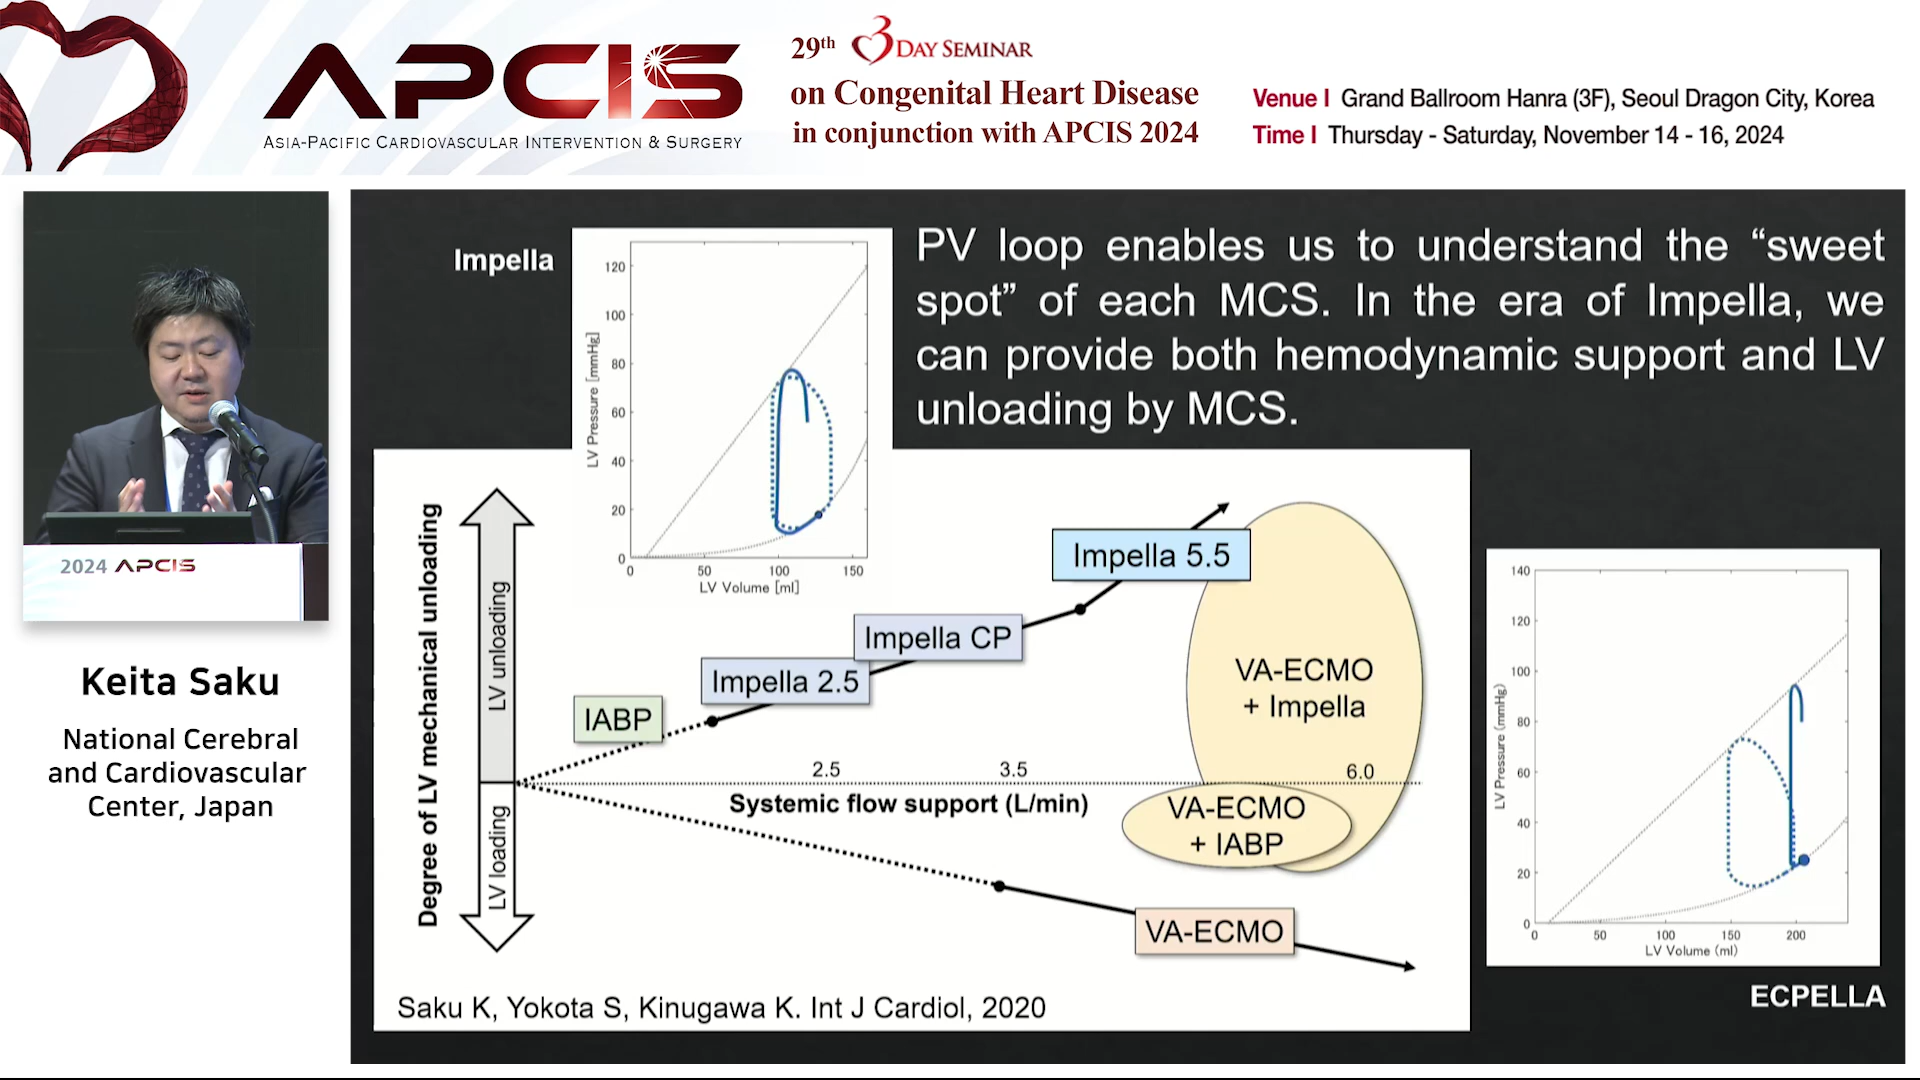 APCIS
ASIA-PACIFIC CARDIOVASCULAR INTERVENTION & SURGERY
29th 3 DAY SEMINAR
on Congenital Heart Disease
in conjunction with APCIS 2024
Venue I Grand Ballroom Hanra (3F), Seoul Dragon City, Korea
Time I Thursday - Saturday, November 14 - 16, 2024
2024 APCIS
Keita Saku
National Cerebral
and Cardiovascular
Center, Japan
Impella
PV loop enables us to understand the “sweet
spot” of each MCS. In the era of Impella, we
can provide both hemodynamic support and LV
unloading by MCS.
LV Pressure [mmHg]
120
100
80
60
40
20
0
0 50 100 150
LV Volume [ml]
Degree of LV mechanical unloading
LV unloading
LV loading
Impella 5.5
Impella CP
Impella 2.5
IABP
VA-ECMO
+ Impella
2.5 3.5 6.0
Systemic flow support (L/min)
VA-ECMO
+ IABP
VA-ECMO
Saku K, Yokota S, Kinugawa K. Int J Cardiol, 2020
LV Pressure (mmHg)
140
120
100
80
60
40
20
0
0 50 100 150 200
LV Volume (ml)
ECPELLA